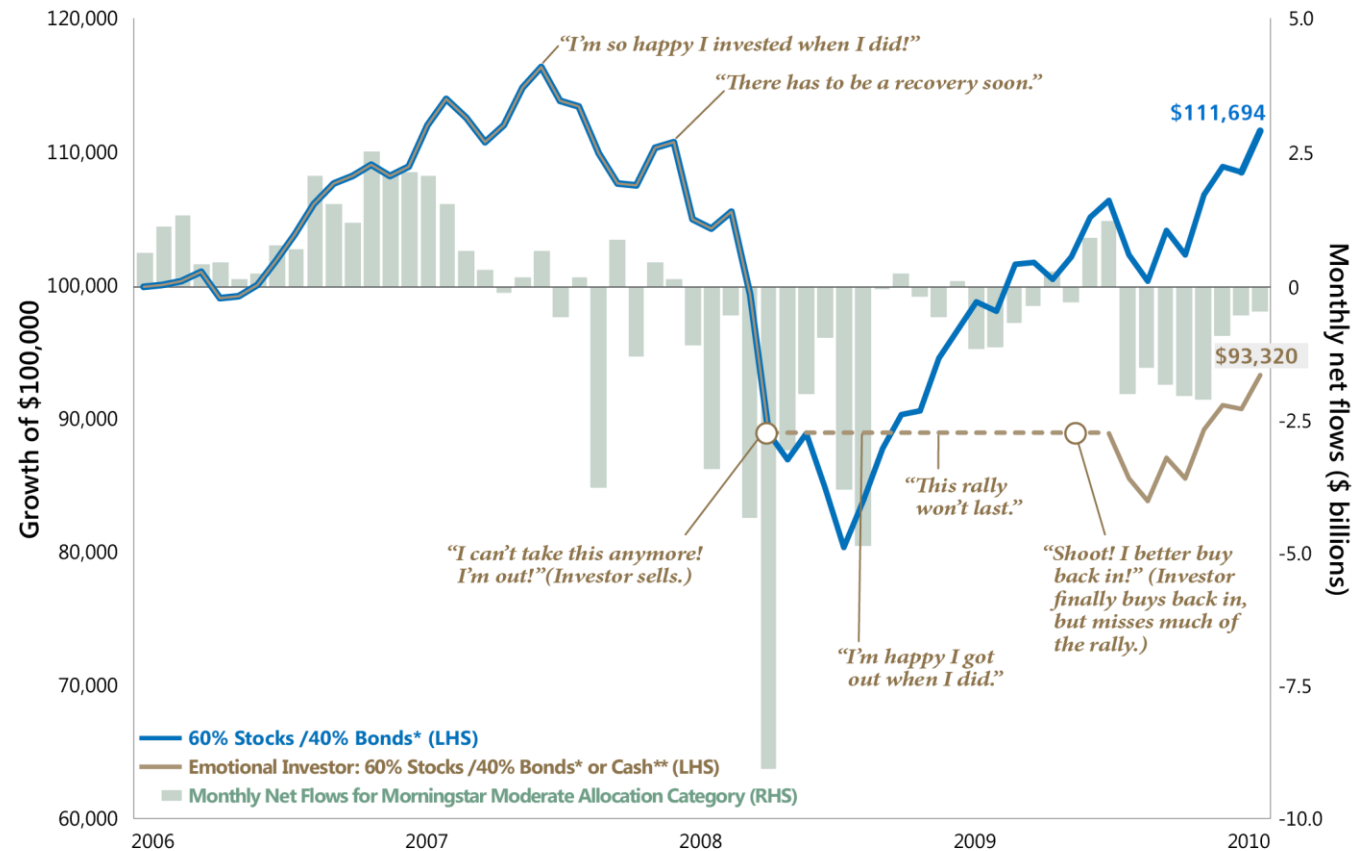 120,000
5.0
“I’m so happy I invested when I did!”
“There has to be a recovery soon.”
$111,694
110,000
2.5
100,000
0
Growth of $100,000
Monthly net flows ($ billions)
$93,320
90,000
-2.5
“This rally
won’t last.”
“I can’t take this anymore!
I’m out!”(Investor sells.)
“Shoot! I better buy
back in!” (Investor
finally buys back in,
but misses much of
the rally.)
80,000
-5.0
“I’m happy I got
out when I did.”
70,000
-7.5
60% Stocks /40% Bonds* (LHS)
Emotional Investor: 60% Stocks /40% Bonds* or Cash** (LHS)
Monthly Net Flows for Morningstar Moderate Allocation Category (RHS)
60,000
-10.0
2006
2007
2008
2009
2010